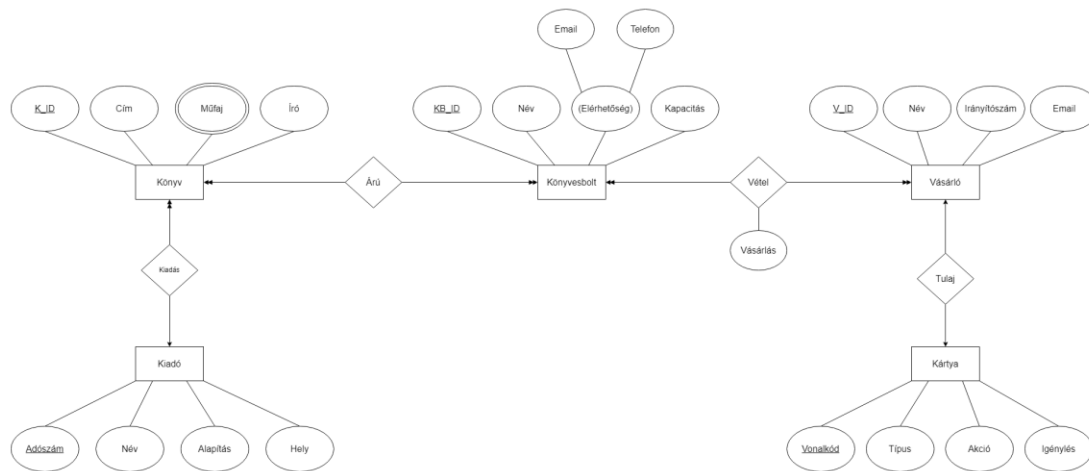 Email
Telefon
K_ID
Cím
Műfaj
Író
KB_ID
Név
(Elérhetőség)
Kapacitás
V_ID
Név
Irányítószám
Email
Könyv
Árú
Könyvesbolt
Vétel
Vásárló
Vásárlás
Kiadás
Tulaj
Kiadó
Kártya
Adószám
Név
Alapítás
Hely
Vonalkód
Típus
Akció
Igénylés